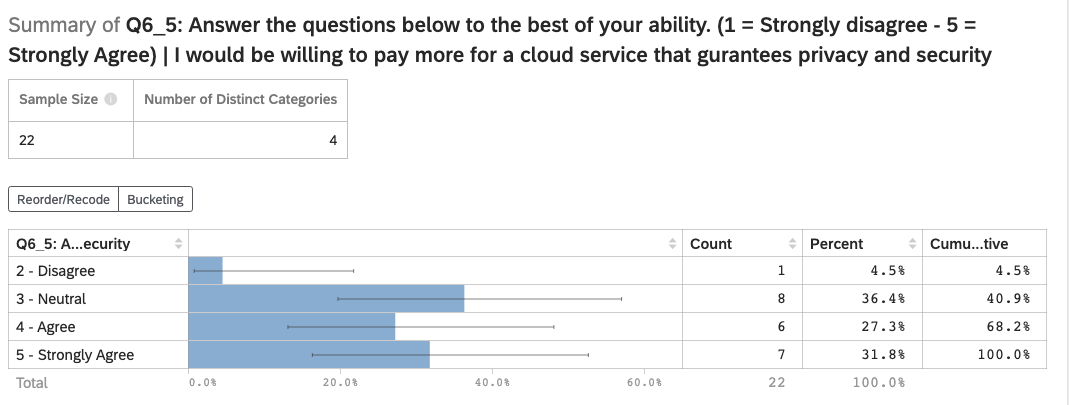 Summary of Q6_5: Answer the questions below to the best of your ability. (1 = Strongly disagree - 5 =
Strongly Agree) | I would be willing to pay more for a cloud service that gurantees privacy and security
Sample Size Number of Distinct Categories
22 4
Reorder/Recode Bucketing
Q6_5: A...ecurity Count Percent Cumu...tive
2 - Disagree 1 4.5% 4.5%
3 - Neutral 8 36.4% 40.9%
4 - Agree 6 27.3% 68.2%
5 - Strongly Agree 7 31.8% 100.0%
Total 0.0% 20.0% 40.0% 60.0% 22 100.0%